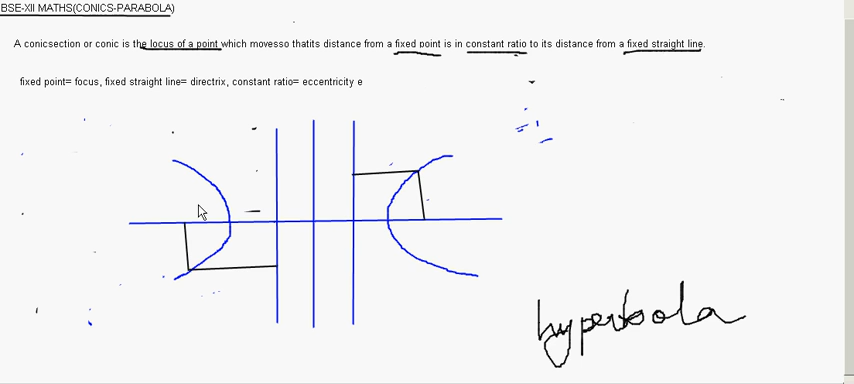 BSE-XII MATHS(CONICS-PARABOLA)
A conicsection or conic is the locus of a point which movesso thatits distance from a fixed point is in constant ratio to its distance from a fixed straight line.
fixed point= focus, fixed straight line= directrix, constant ratio= eccentricity e
hyperbola